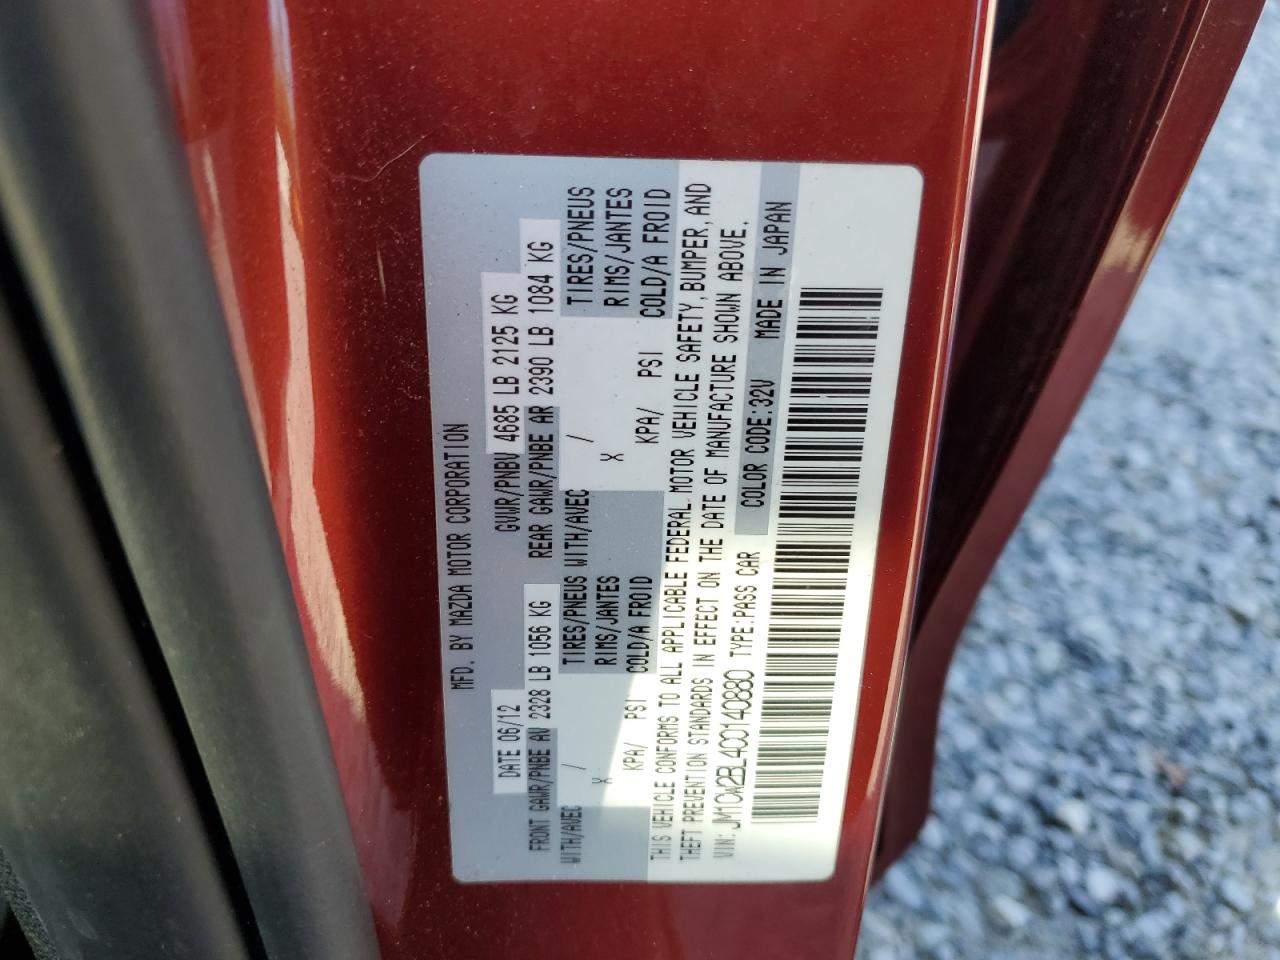 MFD. BY MAZDA MOTOR CORPORATION
DATE 06/12 GVWR/PNBV 4685 LB 2125 KG
FRONT GAWR/PNBE AV 2328 LB 1056 KG REAR GAWR/PNBE AR 2390 LB 1084 KG
WITH/AVEC / TIRES/PNEUS WITH/AVEC / TIRES/PNEUS
X RIMS/JANTES X RIMS/JANTES
KPA/ PSI COLD/A FROID KPA/ PSI COLD/A FROID
THIS VEHICLE CONFORMS TO ALL APPLICABLE FEDERAL MOTOR VEHICLE SAFETY, BUMPER, AND
THEFT PREVENTION STANDARDS IN EFFECT ON THE DATE OF MANUFACTURE SHOWN ABOVE.
VIN: JM1CW2BL4C0140880 TYPE:PASS CAR COLOR CODE:32V MADE IN JAPAN